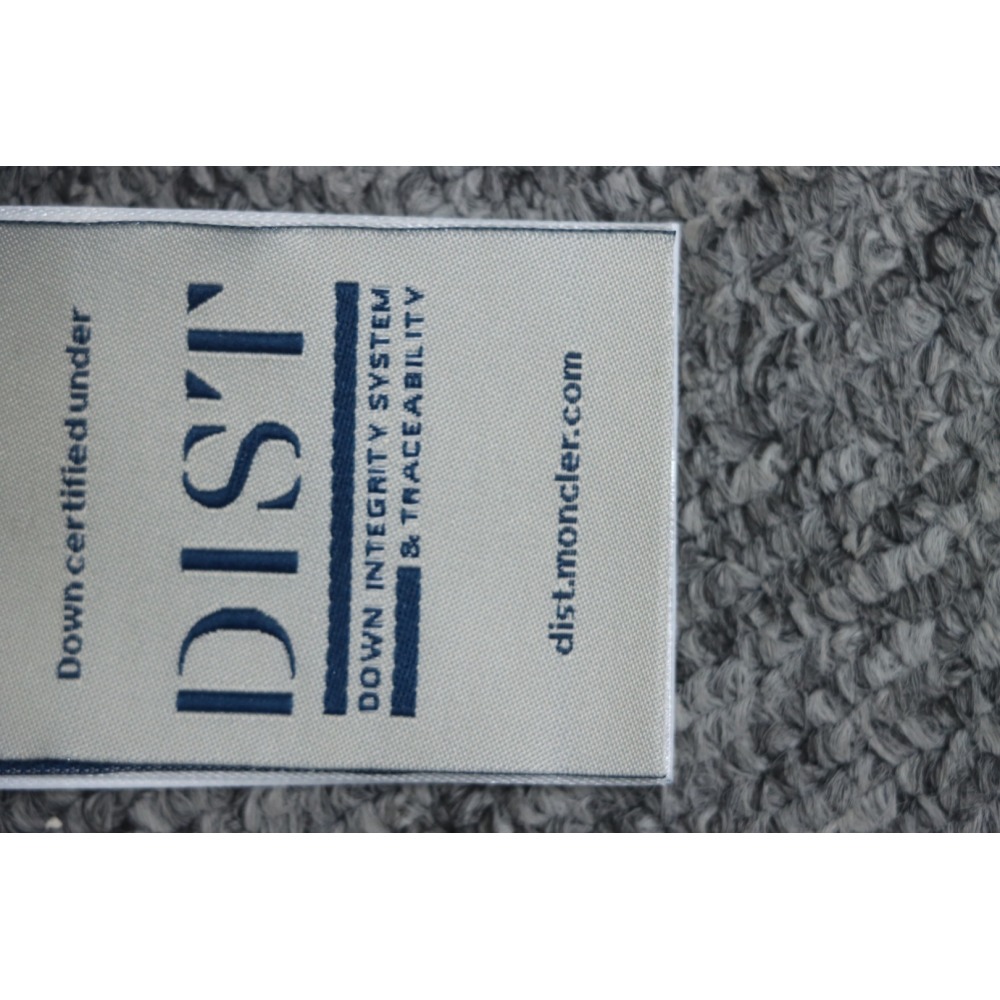 Down certified under
DIST
DOWN INTEGRITY SYSTEM
& TRACEABILITY
dist.moncler.com